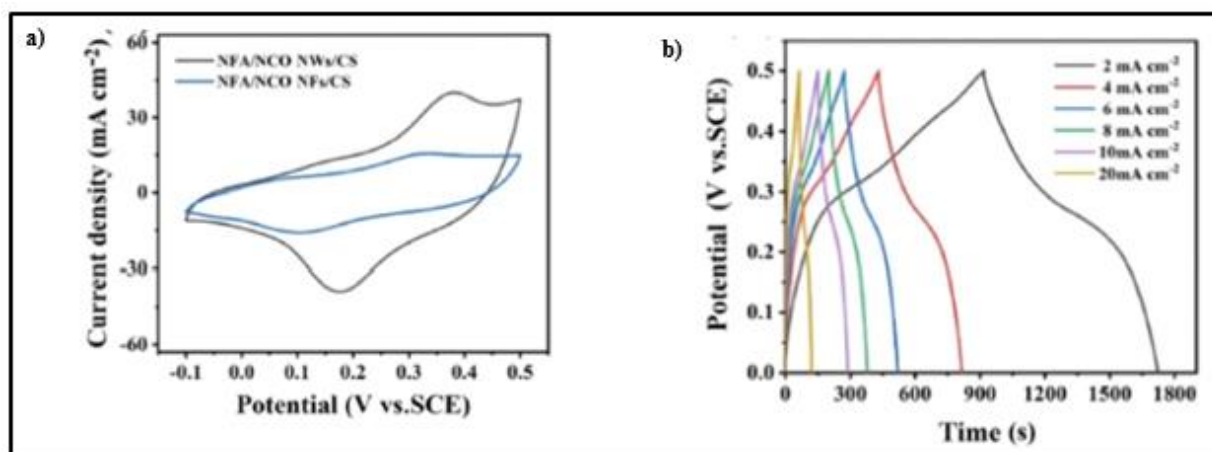 a)
Current density (mA cm⁻²)
60
30
0
-30
-60
NFA/NCO NWs/CS
NFA/NCO NFs/CS
-0.1 0.0 0.1 0.2 0.3 0.4 0.5
Potential (V vs.SCE)
b)
Potential (V vs.SCE)
0.5
0.4
0.3
0.2
0.1
0.0
2 mA cm⁻²
4 mA cm⁻²
6 mA cm⁻²
8 mA cm⁻²
10mA cm⁻²
20mA cm⁻²
0 300 600 900 1200 1500 1800
Time (s)